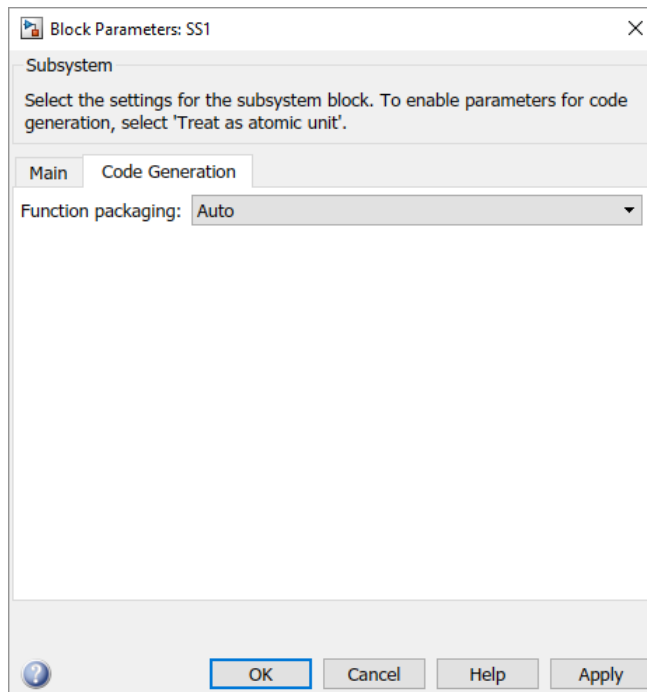 Block Parameters: SS1
Subsystem
Select the settings for the subsystem block. To enable parameters for code
generation, select 'Treat as atomic unit'.
Main Code Generation
Function packaging: Auto
OK Cancel Help Apply